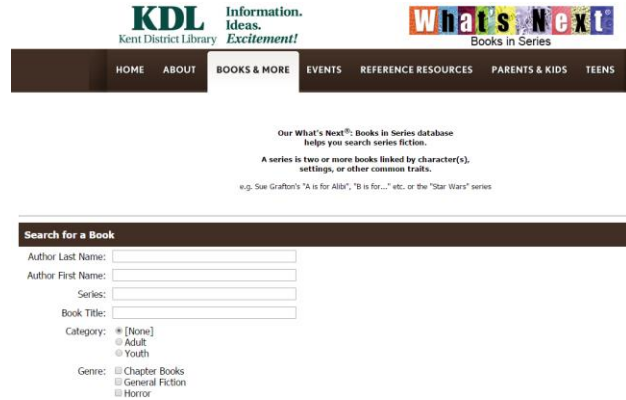 KDL
Kent District Library
Information.
Ideas.
Excitement!
What's Next®
Books in Series
HOME ABOUT BOOKS & MORE EVENTS REFERENCE RESOURCES PARENTS & KIDS TEENS
Our What's Next®: Books in Series database
helps you search series fiction.
A series is two or more books linked by character(s),
settings, or other common traits.
e.g. Sue Grafton's "A is for Alibi", "B is for..." etc. or the "Star Wars" series
Search for a Book
Author Last Name:
Author First Name:
Series:
Book Title:
Category: [None]
Adult
Youth
Genre: Chapter Books
General Fiction
Horror